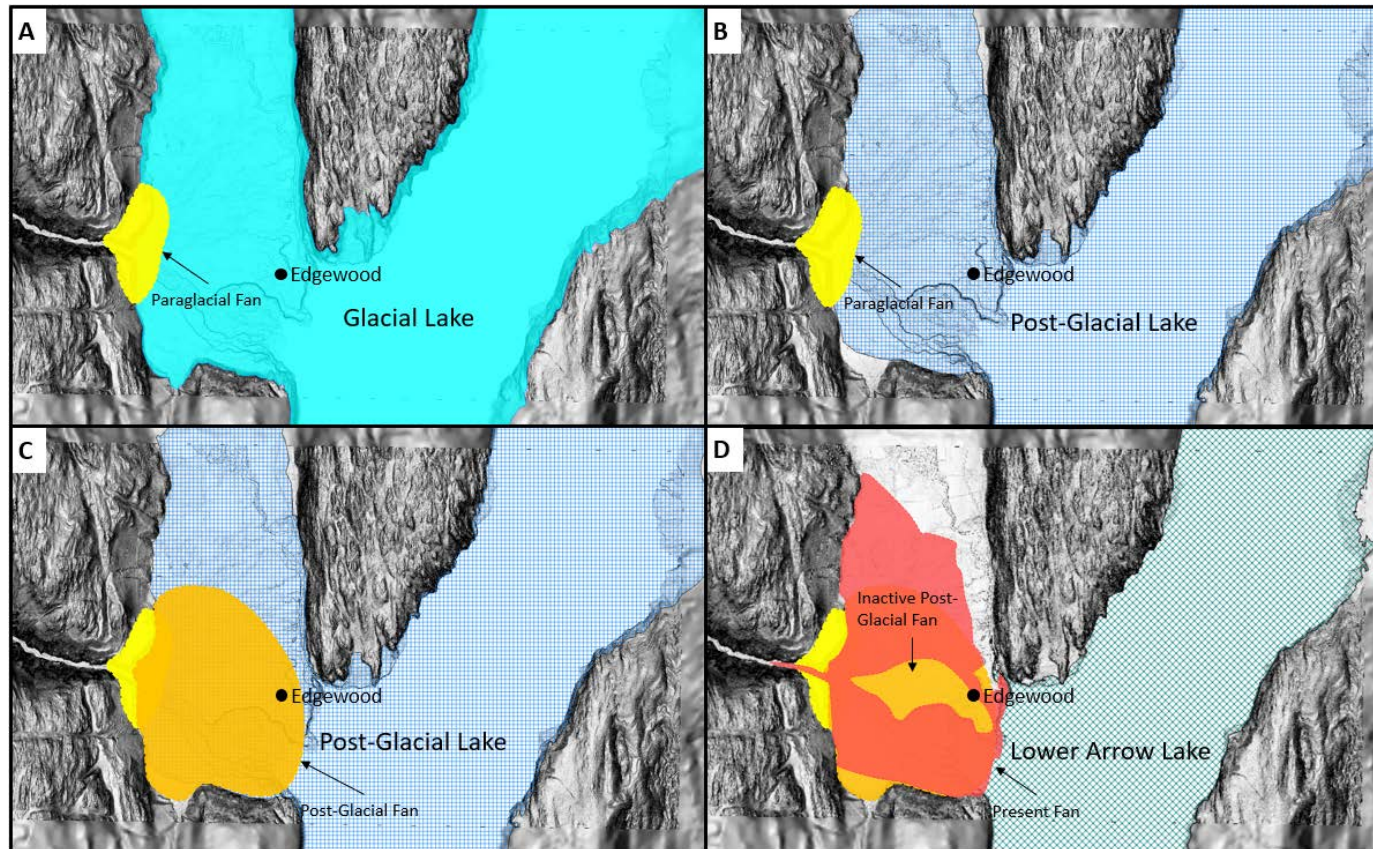 A
Edgewood
Paraglacial Fan
Glacial Lake
B
Edgewood
Paraglacial Fan
Post-Glacial Lake
C
Edgewood
Post-Glacial Lake
Post-Glacial Fan
D
Inactive Post-
Glacial Fan
Edgewood
Lower Arrow Lake
Present Fan